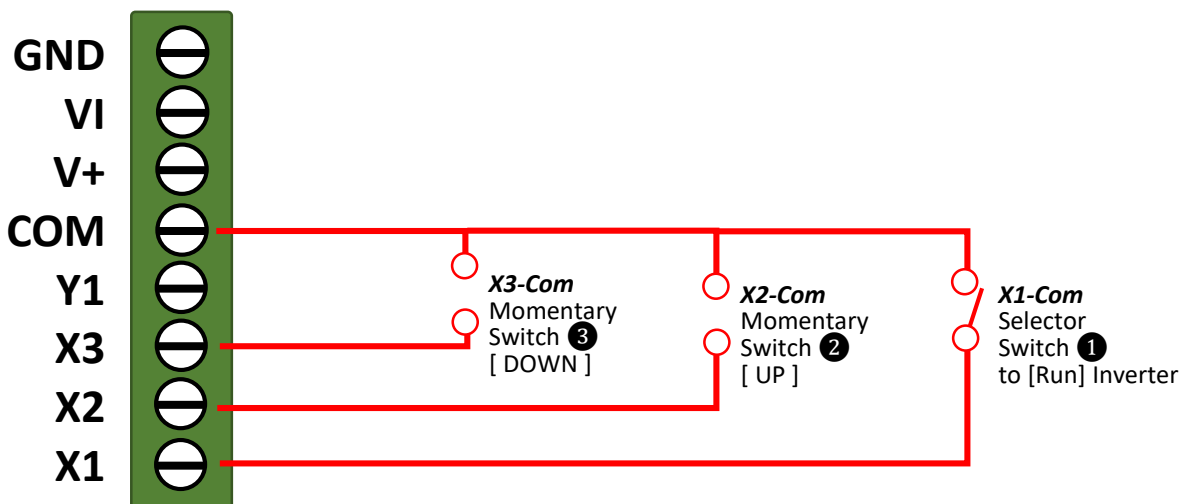 GND
VI
V+
COM
Y1
X3
X2
X1
X3-Com
Momentary
Switch ❸
[ DOWN ]
X2-Com
Momentary
Switch ❷
[ UP ]
X1-Com
Selector
Switch ❶
to [Run] Inverter